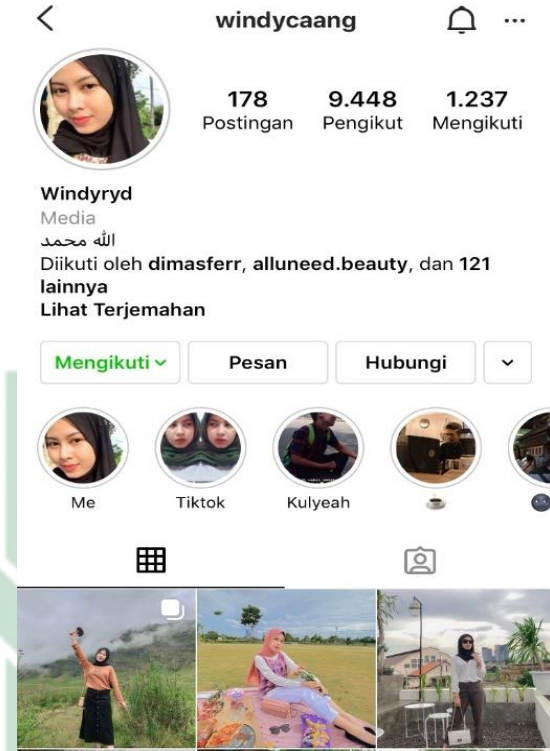 windycaang
178 9.448 1.237
Postingan Pengikut Mengikuti
Windyryd
Media
الله محمد
Diikuti oleh dimasferr, alluneed.beauty, dan 121
lainnya
Lihat Terjemahan
Mengikuti Pesan Hubungi
Me Tiktok Kulyeah